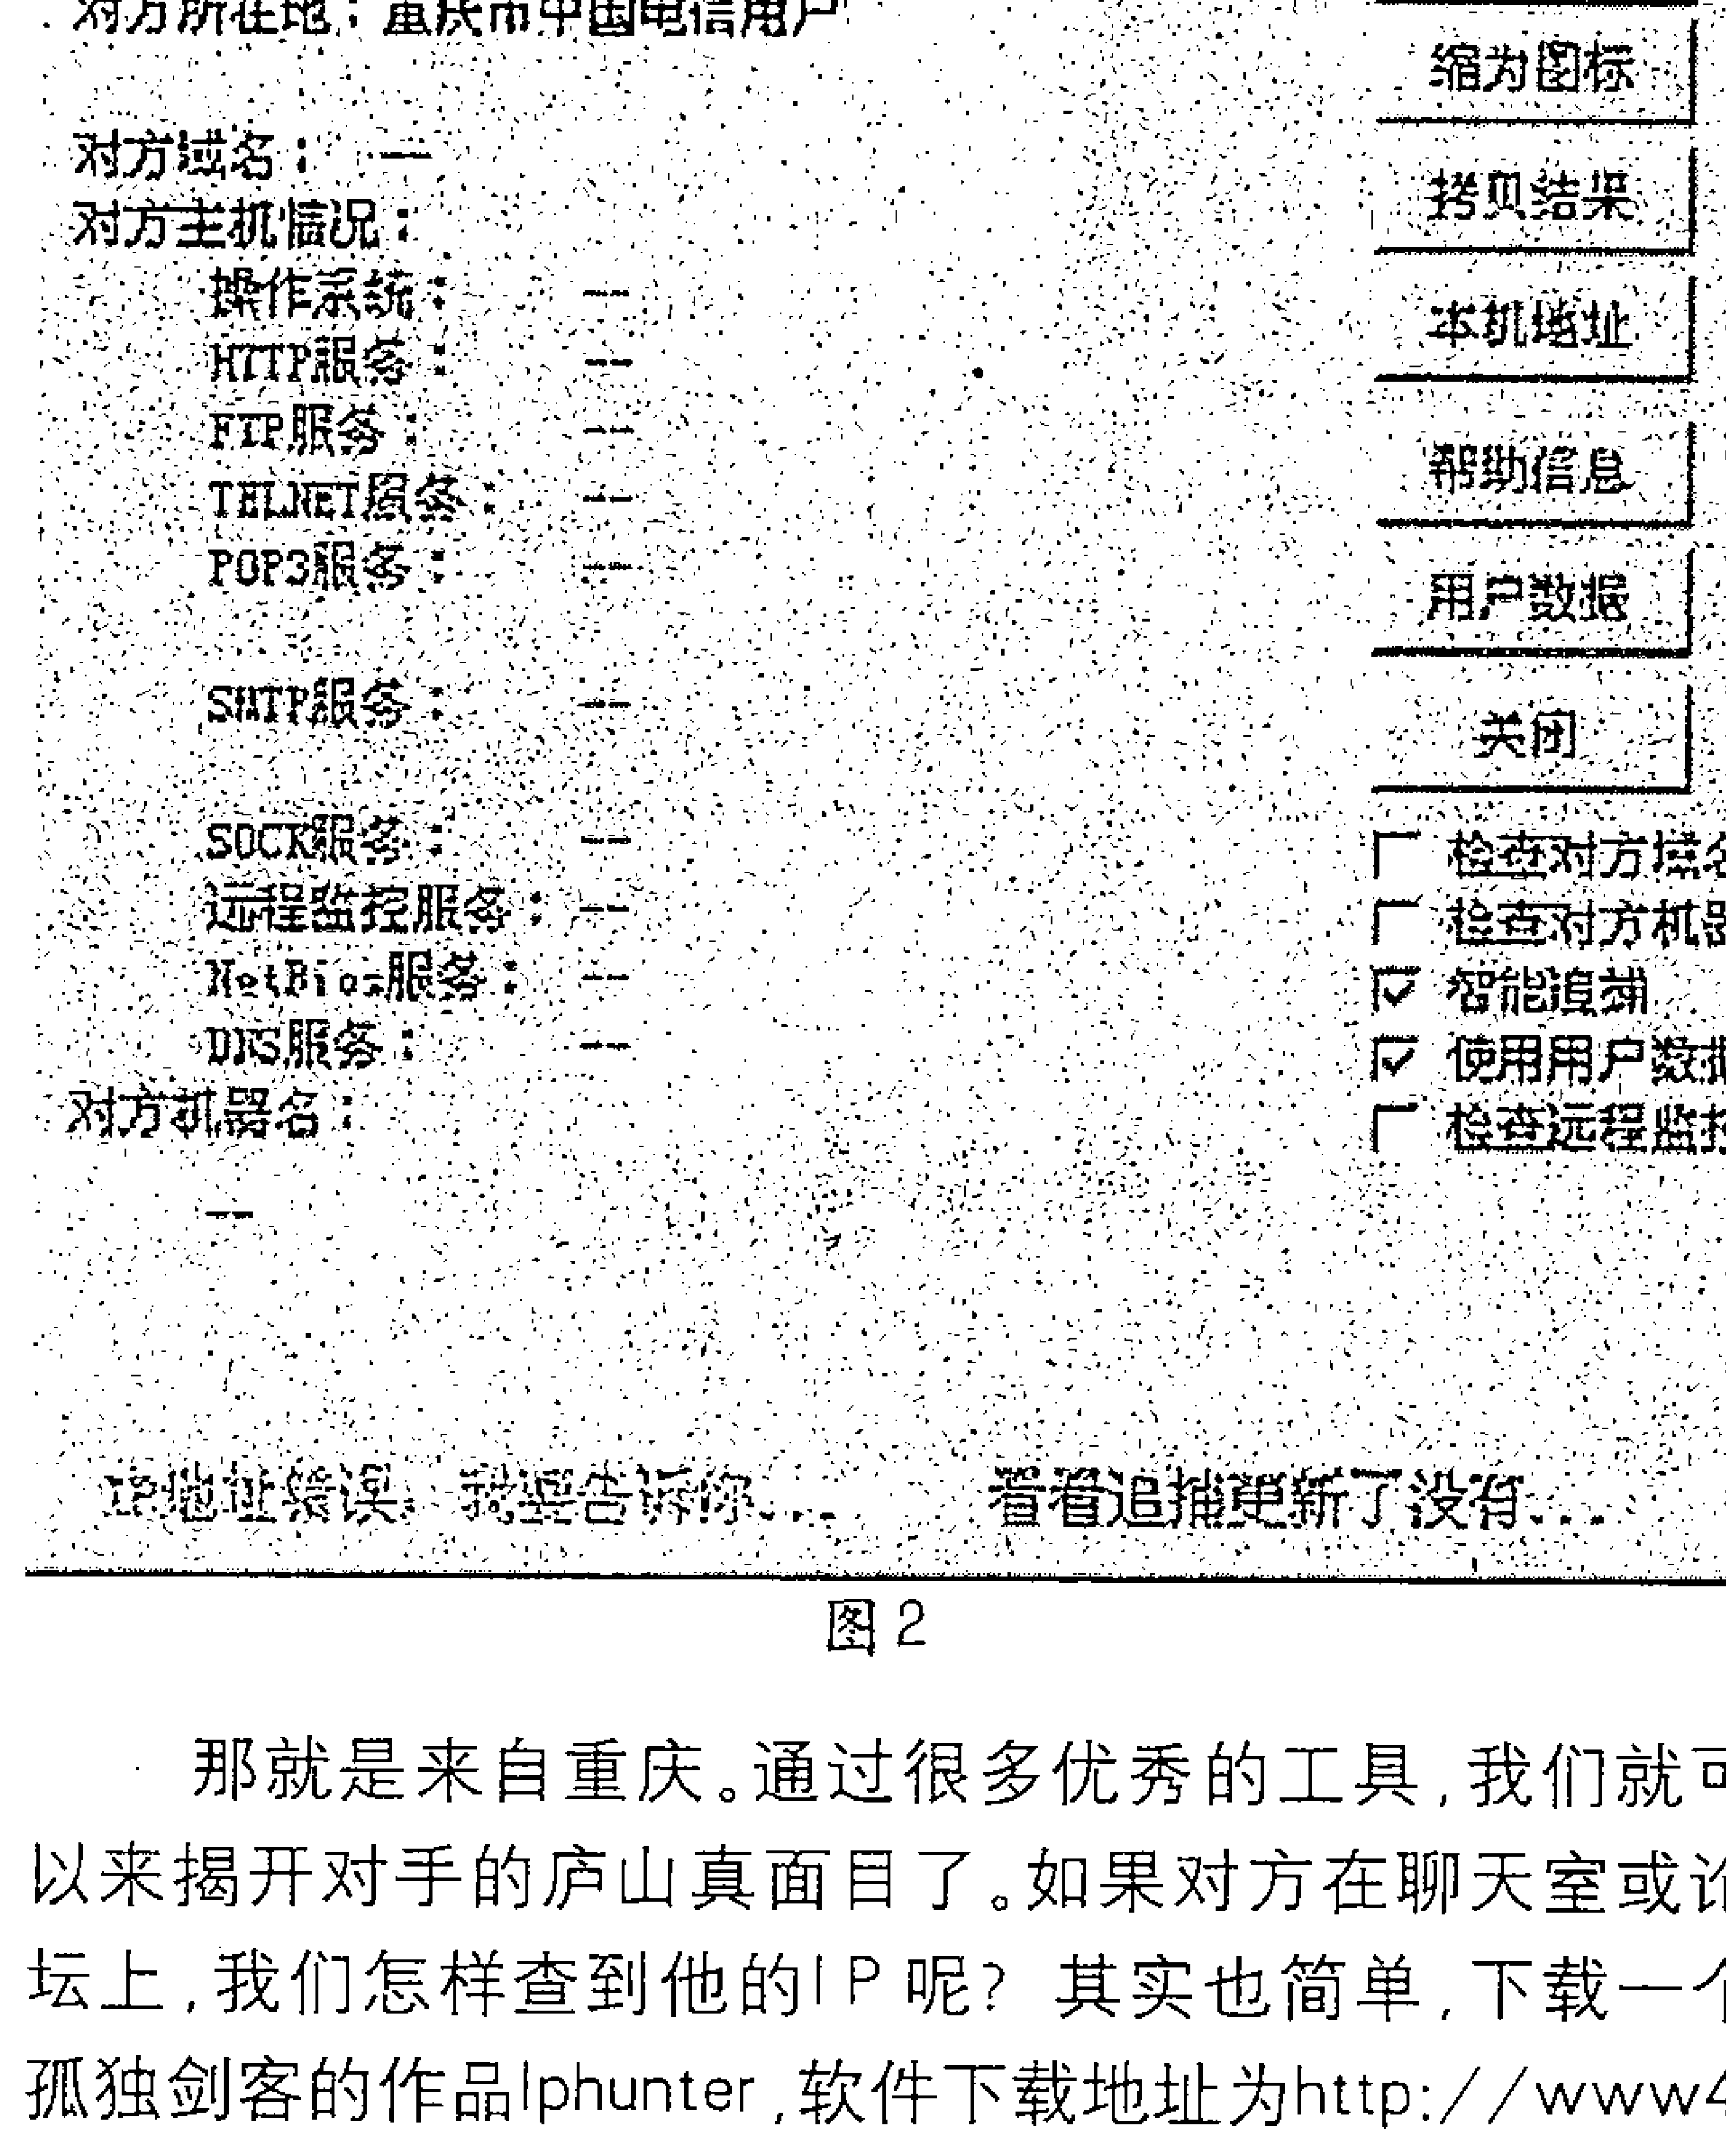 对方所在地：重庆市中国电信用户
缩为图标
对方域名： --
拷贝结果
对方主机情况：
操作系统： --
本机地址
HTTP服务： --
FTP服务： --
帮助信息
TELNET服务： --
POP3服务： --
用户数据
SMTP服务： --
关闭
SOCK服务： --
检查对方域名
远程监控服务： --
检查对方机器
NetBios服务： --
智能追捕
DNS服务： --
使用用户数据
对方机器名：
检查远程监控
--
IP地址错误，我要告诉你...
看看追捕更新了没有...
图2
那就是来自重庆。通过很多优秀的工具,我们就可
以来揭开对手的庐山真面目了。如果对方在聊天室或论
坛上,我们怎样查到他的IP呢? 其实也简单,下载一个
孤独剑客的作品Iphunter,软件下载地址为http://www4